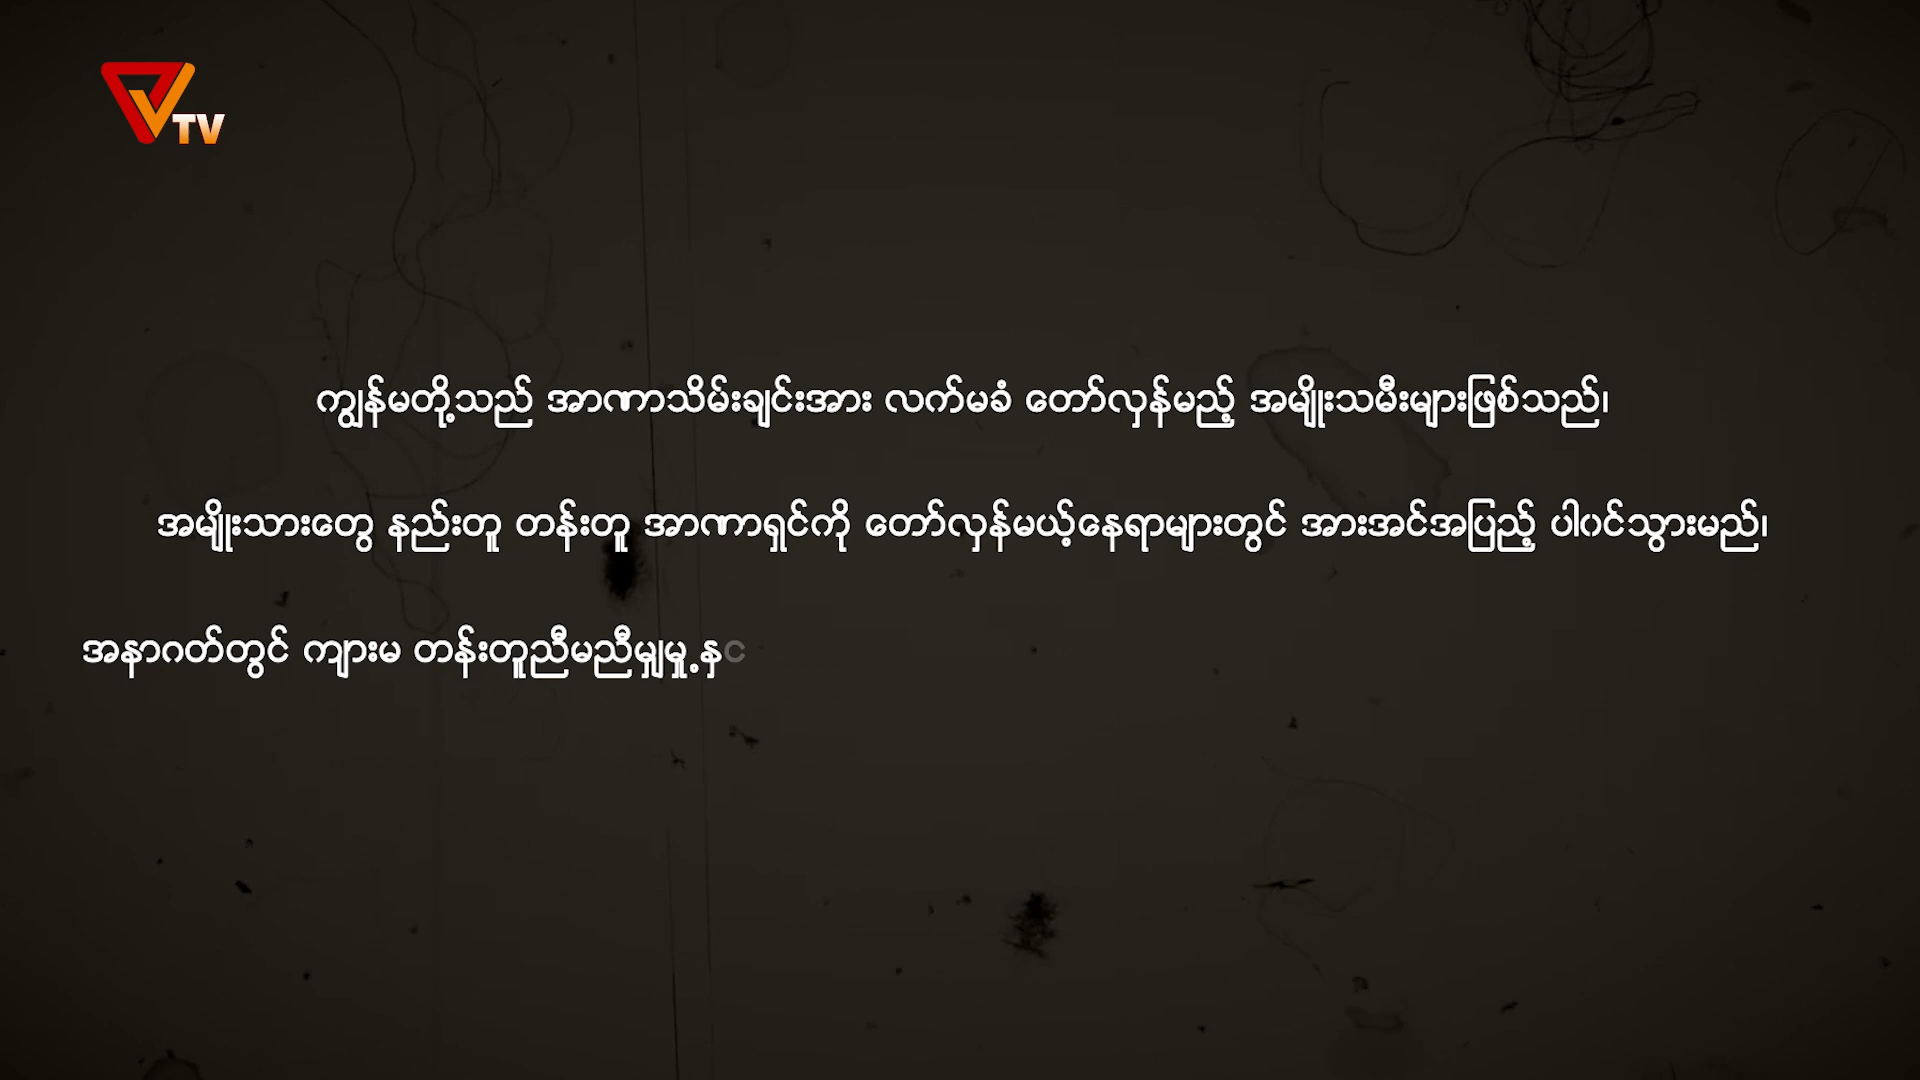 TV
ကျွန်မတို့သည် အာဏာသိမ်းချင်းအား လက်မခံ တော်လှန်မည့် အမျိုးသမီးများဖြစ်သည်၊
အမျိုးသားတွေ နည်းတူ တန်းတူ အာဏာရှင်ကို တော်လှန်မယ့်နေရာများတွင် အားအင်အပြည့် ပါဝင်သွားမည်၊
အနာဂတ်တွင် ကျားမ တန်းတူညီမညီမျှမှု့နှင